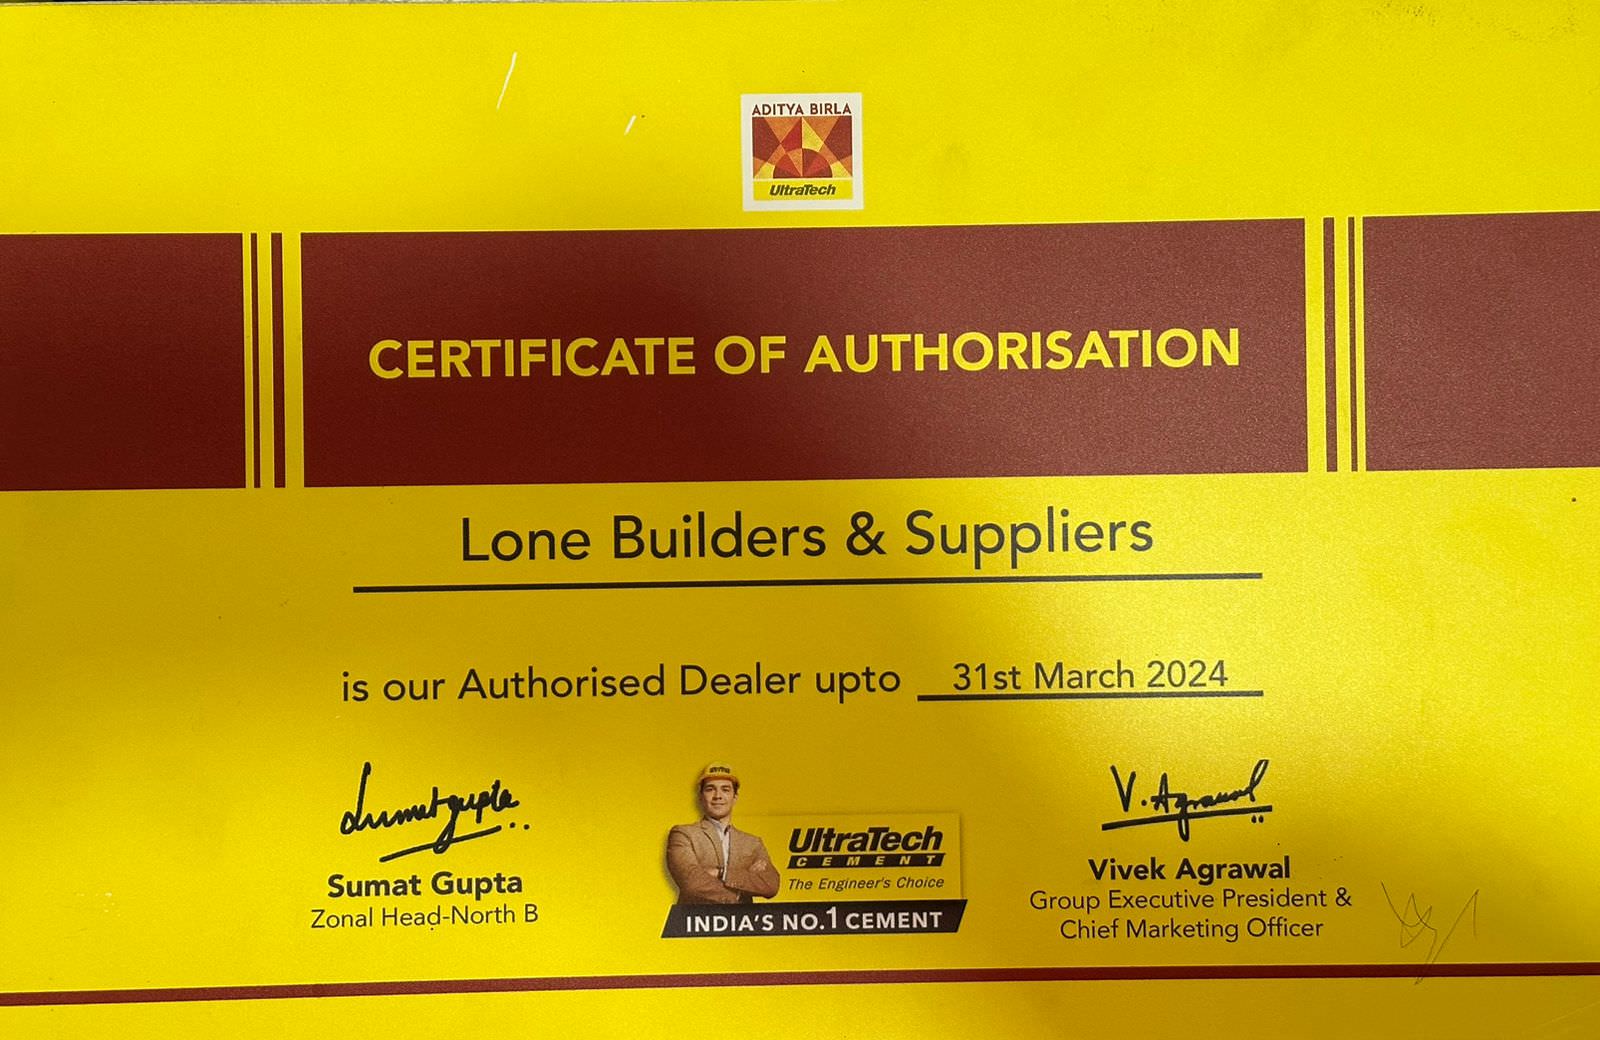 ADITYA BIRLA
UltraTech
CERTIFICATE OF AUTHORISATION
Lone Builders & Suppliers
is our Authorised Dealer upto 31st March 2024
Sumat Gupta
Sumat Gupta
Zonal Head-North B
UltraTech
CEMENT
The Engineer's Choice
INDIA'S NO.1 CEMENT
V. Agrawal
Vivek Agrawal
Group Executive President &
Chief Marketing Officer